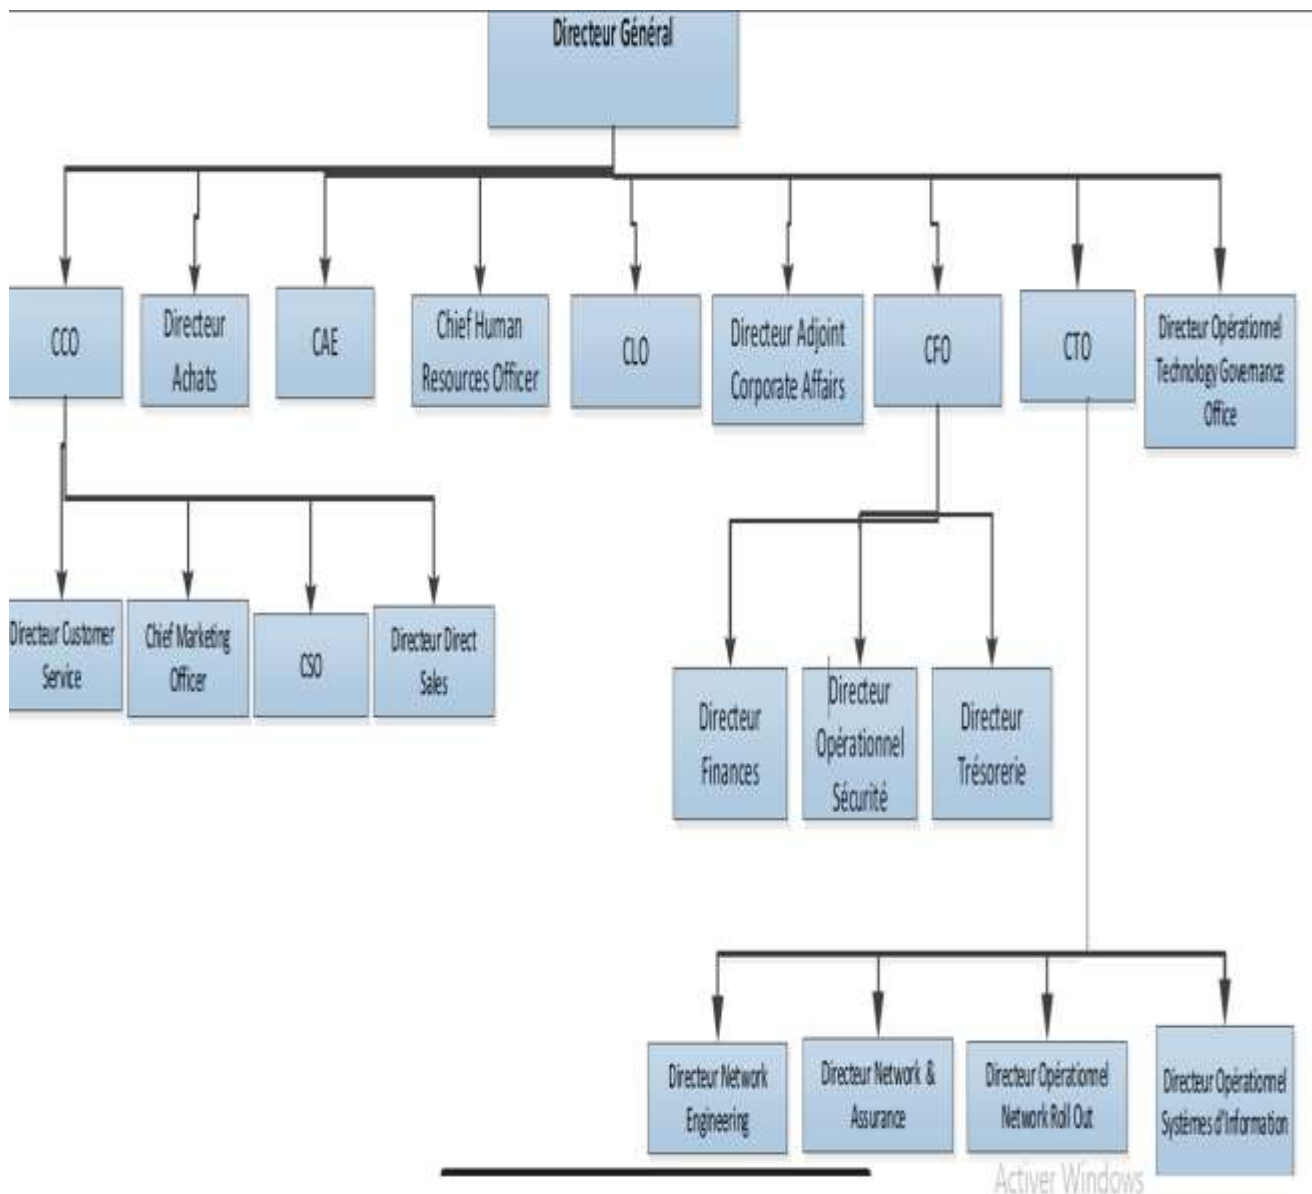 Directeur Général
CCO
Directeur
Achats
CAE
Chief Human
Resources Officer
CLO
Directeur Adjoint
Corporate Affairs
CFO
CTO
Directeur Opérationnel
Technology Governance
Office
Directeur Customer
Service
Chief Marketing
Officer
CSO
Directeur Direct
Sales
Directeur
Finances
Directeur
Opérationnel
Sécurité
Directeur
Trésorerie
Directeur Network
Engineering
Directeur Network &
Assurance
Directeur Opérationnel
Network Roll Out
Directeur Opérationnel
Systèmes d'Information
Activer Windows